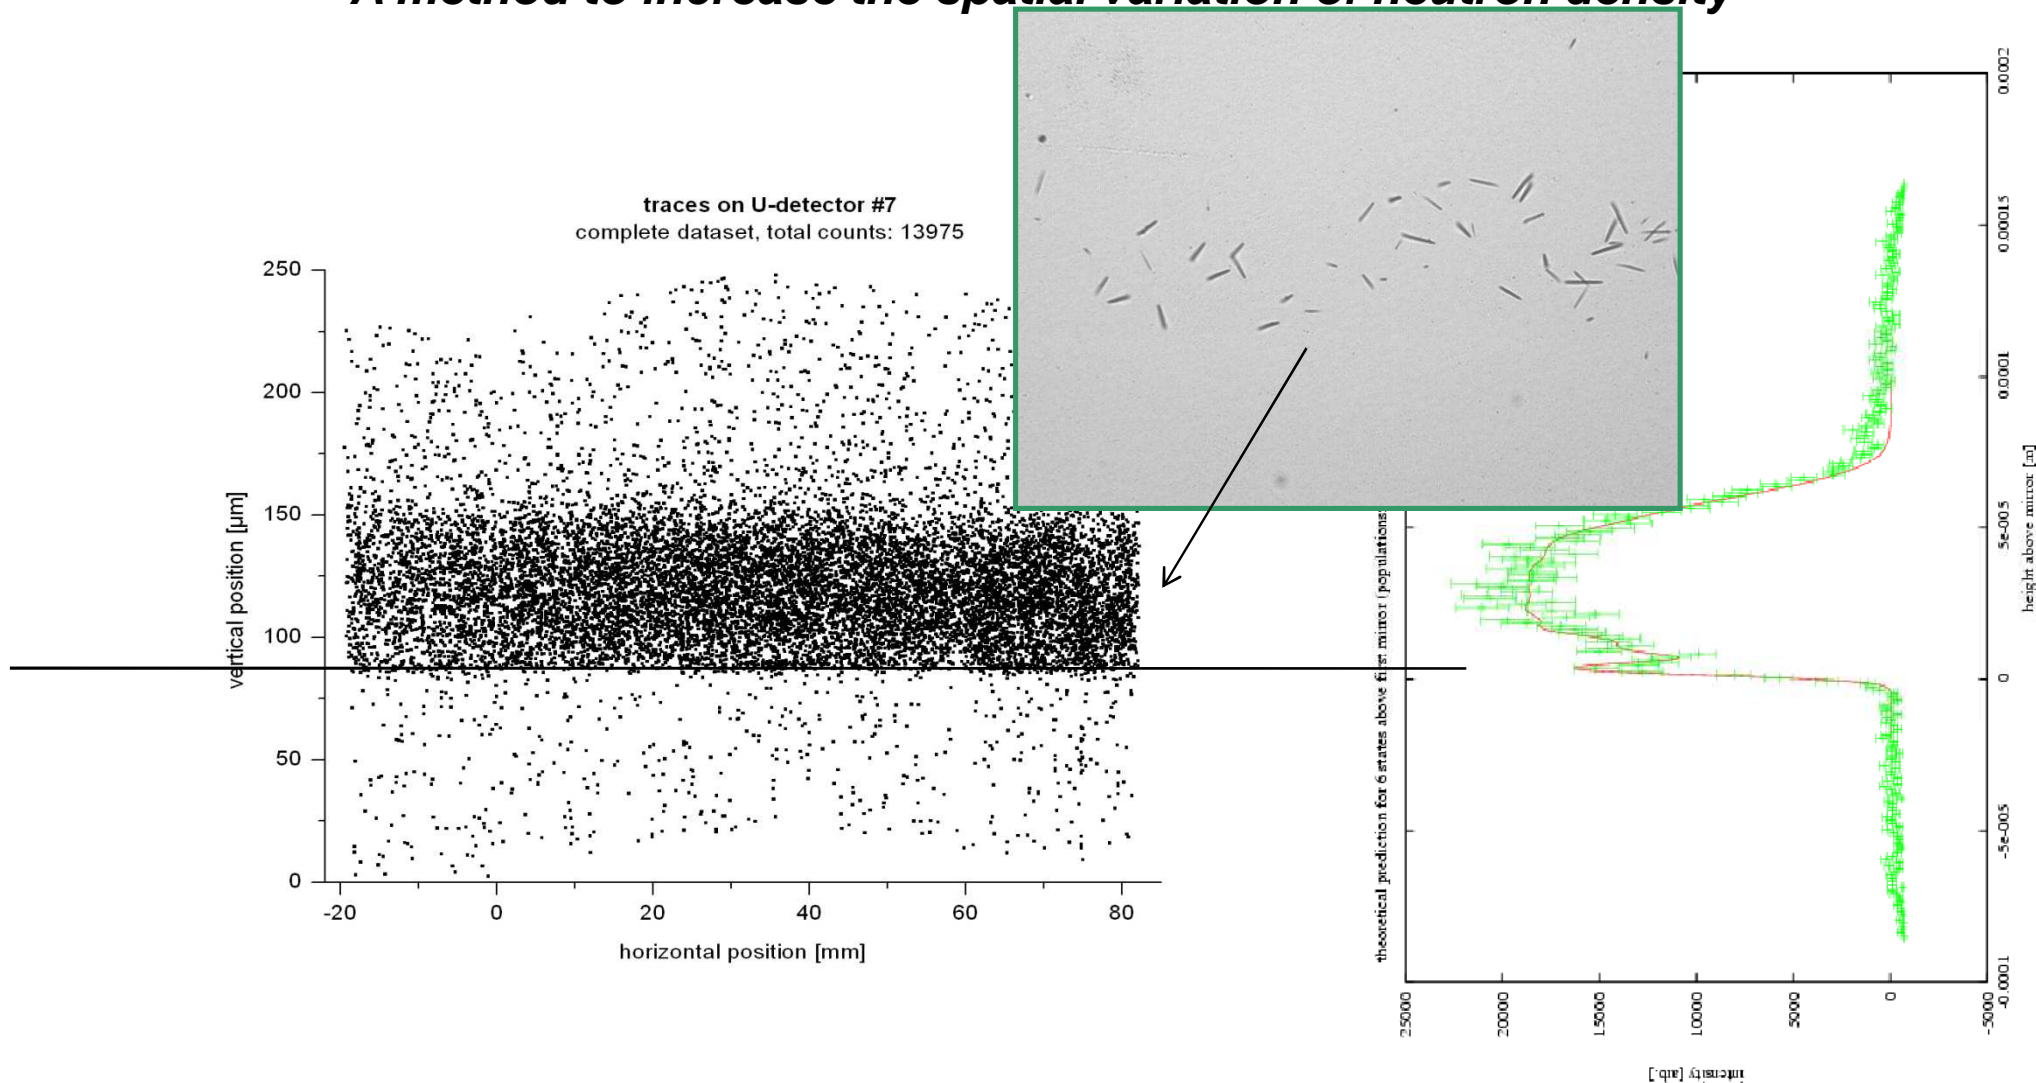 A method to increase the spatial variation of neutron density
traces on U-detector #7
complete dataset, total counts: 13975
250
200
150
100
50
0
vertical position [µm]
-20
0
20
40
60
80
horizontal position [mm]
theoretical prediction for 6 states above first mirror (populations:
0.0002
0.00015
0.0001
5e-005
0
-5e-005
-0.0001
height above mirror [m]
25000
20000
15000
10000
5000
0
-5000
intensity [arb.]